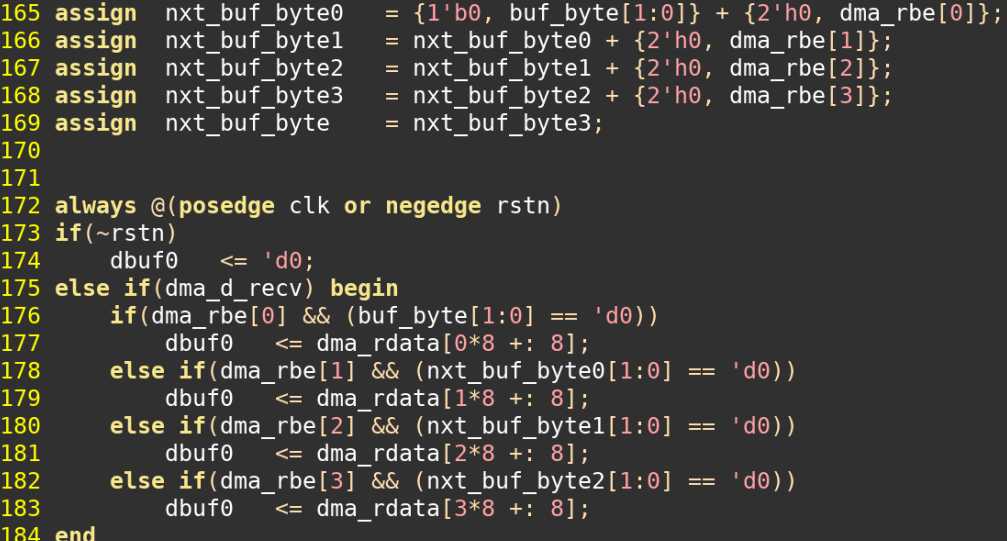 165 assign  nxt_buf_byte0   = {1'b0, buf_byte[1:0]} + {2'h0, dma_rbe[0]};
166 assign  nxt_buf_byte1   = nxt_buf_byte0 + {2'h0, dma_rbe[1]};
167 assign  nxt_buf_byte2   = nxt_buf_byte1 + {2'h0, dma_rbe[2]};
168 assign  nxt_buf_byte3   = nxt_buf_byte2 + {2'h0, dma_rbe[3]};
169 assign  nxt_buf_byte    = nxt_buf_byte3;
170
171
172 always @(posedge clk or negedge rstn)
173 if(~rstn)
174     dbuf0   <= 'd0;
175 else if(dma_d_recv) begin
176     if(dma_rbe[0] && (buf_byte[1:0] == 'd0))
177         dbuf0   <= dma_rdata[0*8 +: 8];
178     else if(dma_rbe[1] && (nxt_buf_byte0[1:0] == 'd0))
179         dbuf0   <= dma_rdata[1*8 +: 8];
180     else if(dma_rbe[2] && (nxt_buf_byte1[1:0] == 'd0))
181         dbuf0   <= dma_rdata[2*8 +: 8];
182     else if(dma_rbe[3] && (nxt_buf_byte2[1:0] == 'd0))
183         dbuf0   <= dma_rdata[3*8 +: 8];
184 end